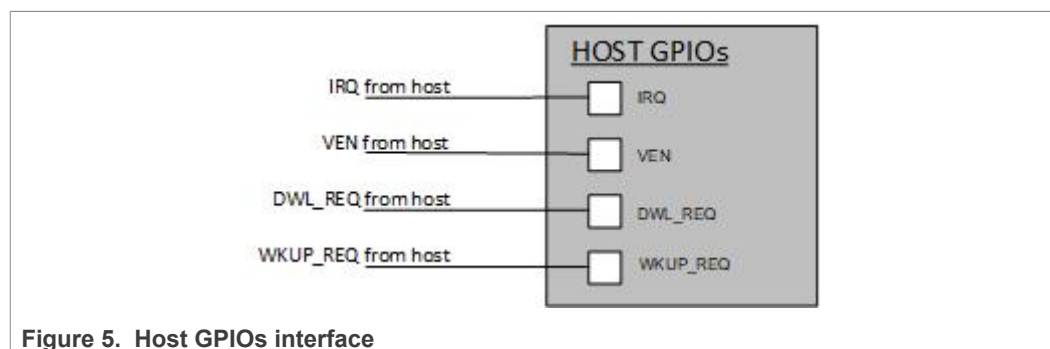 HOST GPIOs
IRQ from host IRQ
VEN from host VEN
DWL_REQ from host DWL_REQ
WKUP_REQ from host WKUP_REQ
Figure 5. Host GPIOs interface